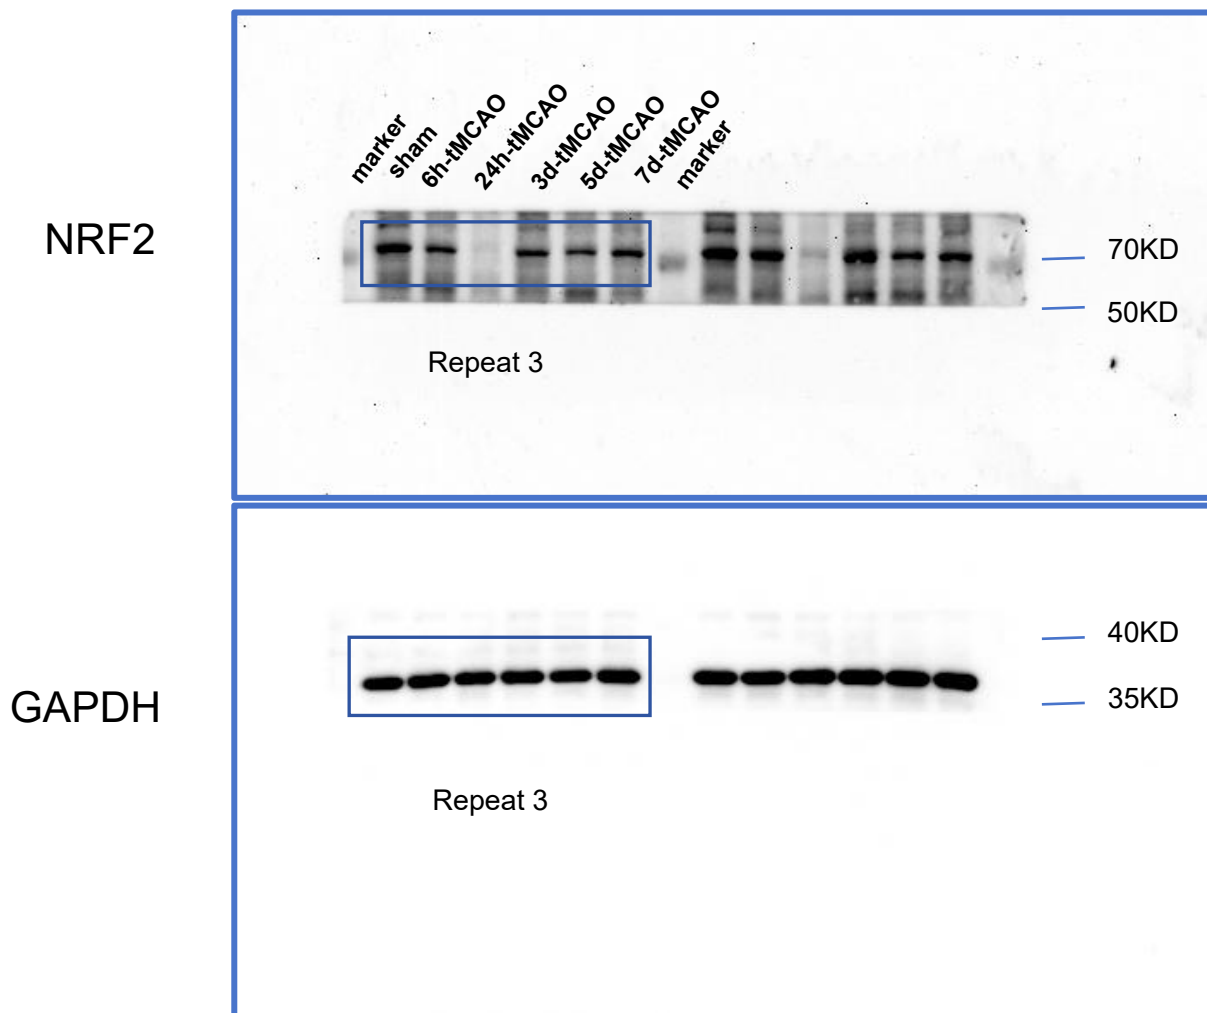 marker
sham
6h-tMCAO
24h-tMCAO
3d-tMCAO
5d-tMCAO
7d-tMCAO
marker
NRF2
70KD
50KD
Repeat 3
40KD
GAPDH
35KD
Repeat 3